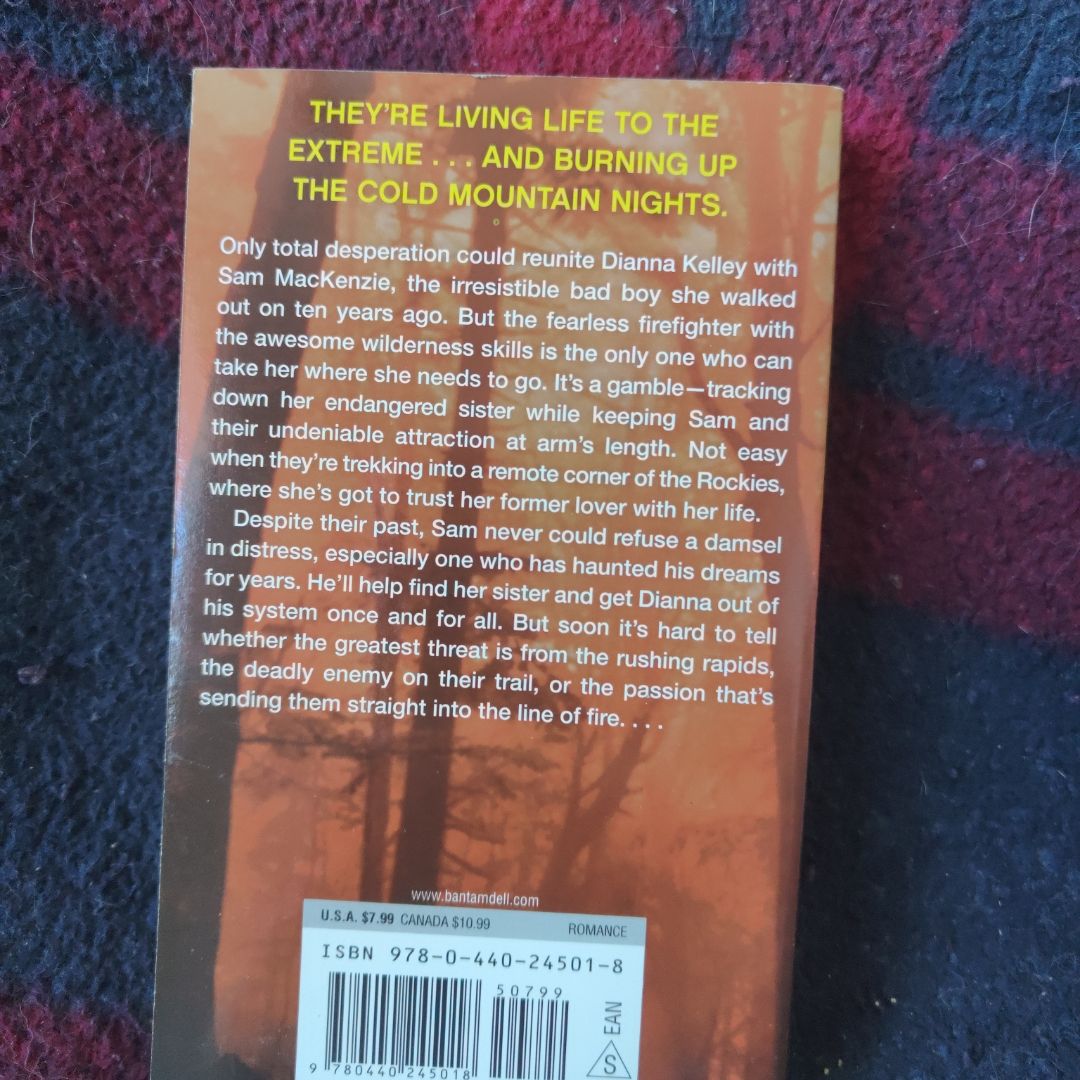 THEY'RE LIVING LIFE TO THE
EXTREME . . . AND BURNING UP
THE COLD MOUNTAIN NIGHTS.
Only total desperation could reunite Dianna Kelley with
Sam MacKenzie, the irresistible bad boy she walked
out on ten years ago. But the fearless firefighter with
the awesome wilderness skills is the only one who can
take her where she needs to go. It's a gamble—tracking
down her endangered sister while keeping Sam and
their undeniable attraction at arm's length. Not easy
when they're trekking into a remote corner of the Rockies,
where she's got to trust her former lover with her life.
Despite their past, Sam never could refuse a damsel
in distress, especially one who has haunted his dreams
for years. He'll help find her sister and get Dianna out of
his system once and for all. But soon it's hard to tell
whether the greatest threat is from the rushing rapids,
the deadly enemy on their trail, or the passion that's
sending them straight into the line of fire. . . .
www.bantamdell.com
U.S.A. $7.99 CANADA $10.99 ROMANCE
ISBN 978-0-440-24501-8
50799
EAN
S
9 780440 245018